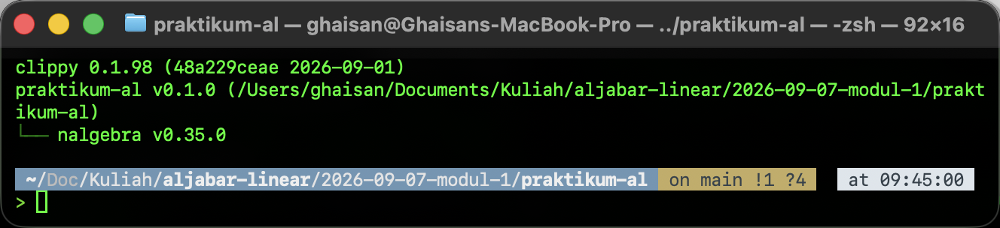 praktikum-al — ghaisan@Ghaisans-MacBook-Pro — ../praktikum-al — -zsh — 92×16
clippy 0.1.98 (48a229ceae 2026-09-01)
praktikum-al v0.1.0 (/Users/ghaisan/Documents/Kuliah/aljabar-linear/2026-09-07-modul-1/prakt
ikum-al)
└── nalgebra v0.35.0
~/Doc/Kuliah/aljabar-linear/2026-09-07-modul-1/praktikum-al on main !1 ?4 at 09:45:00
>